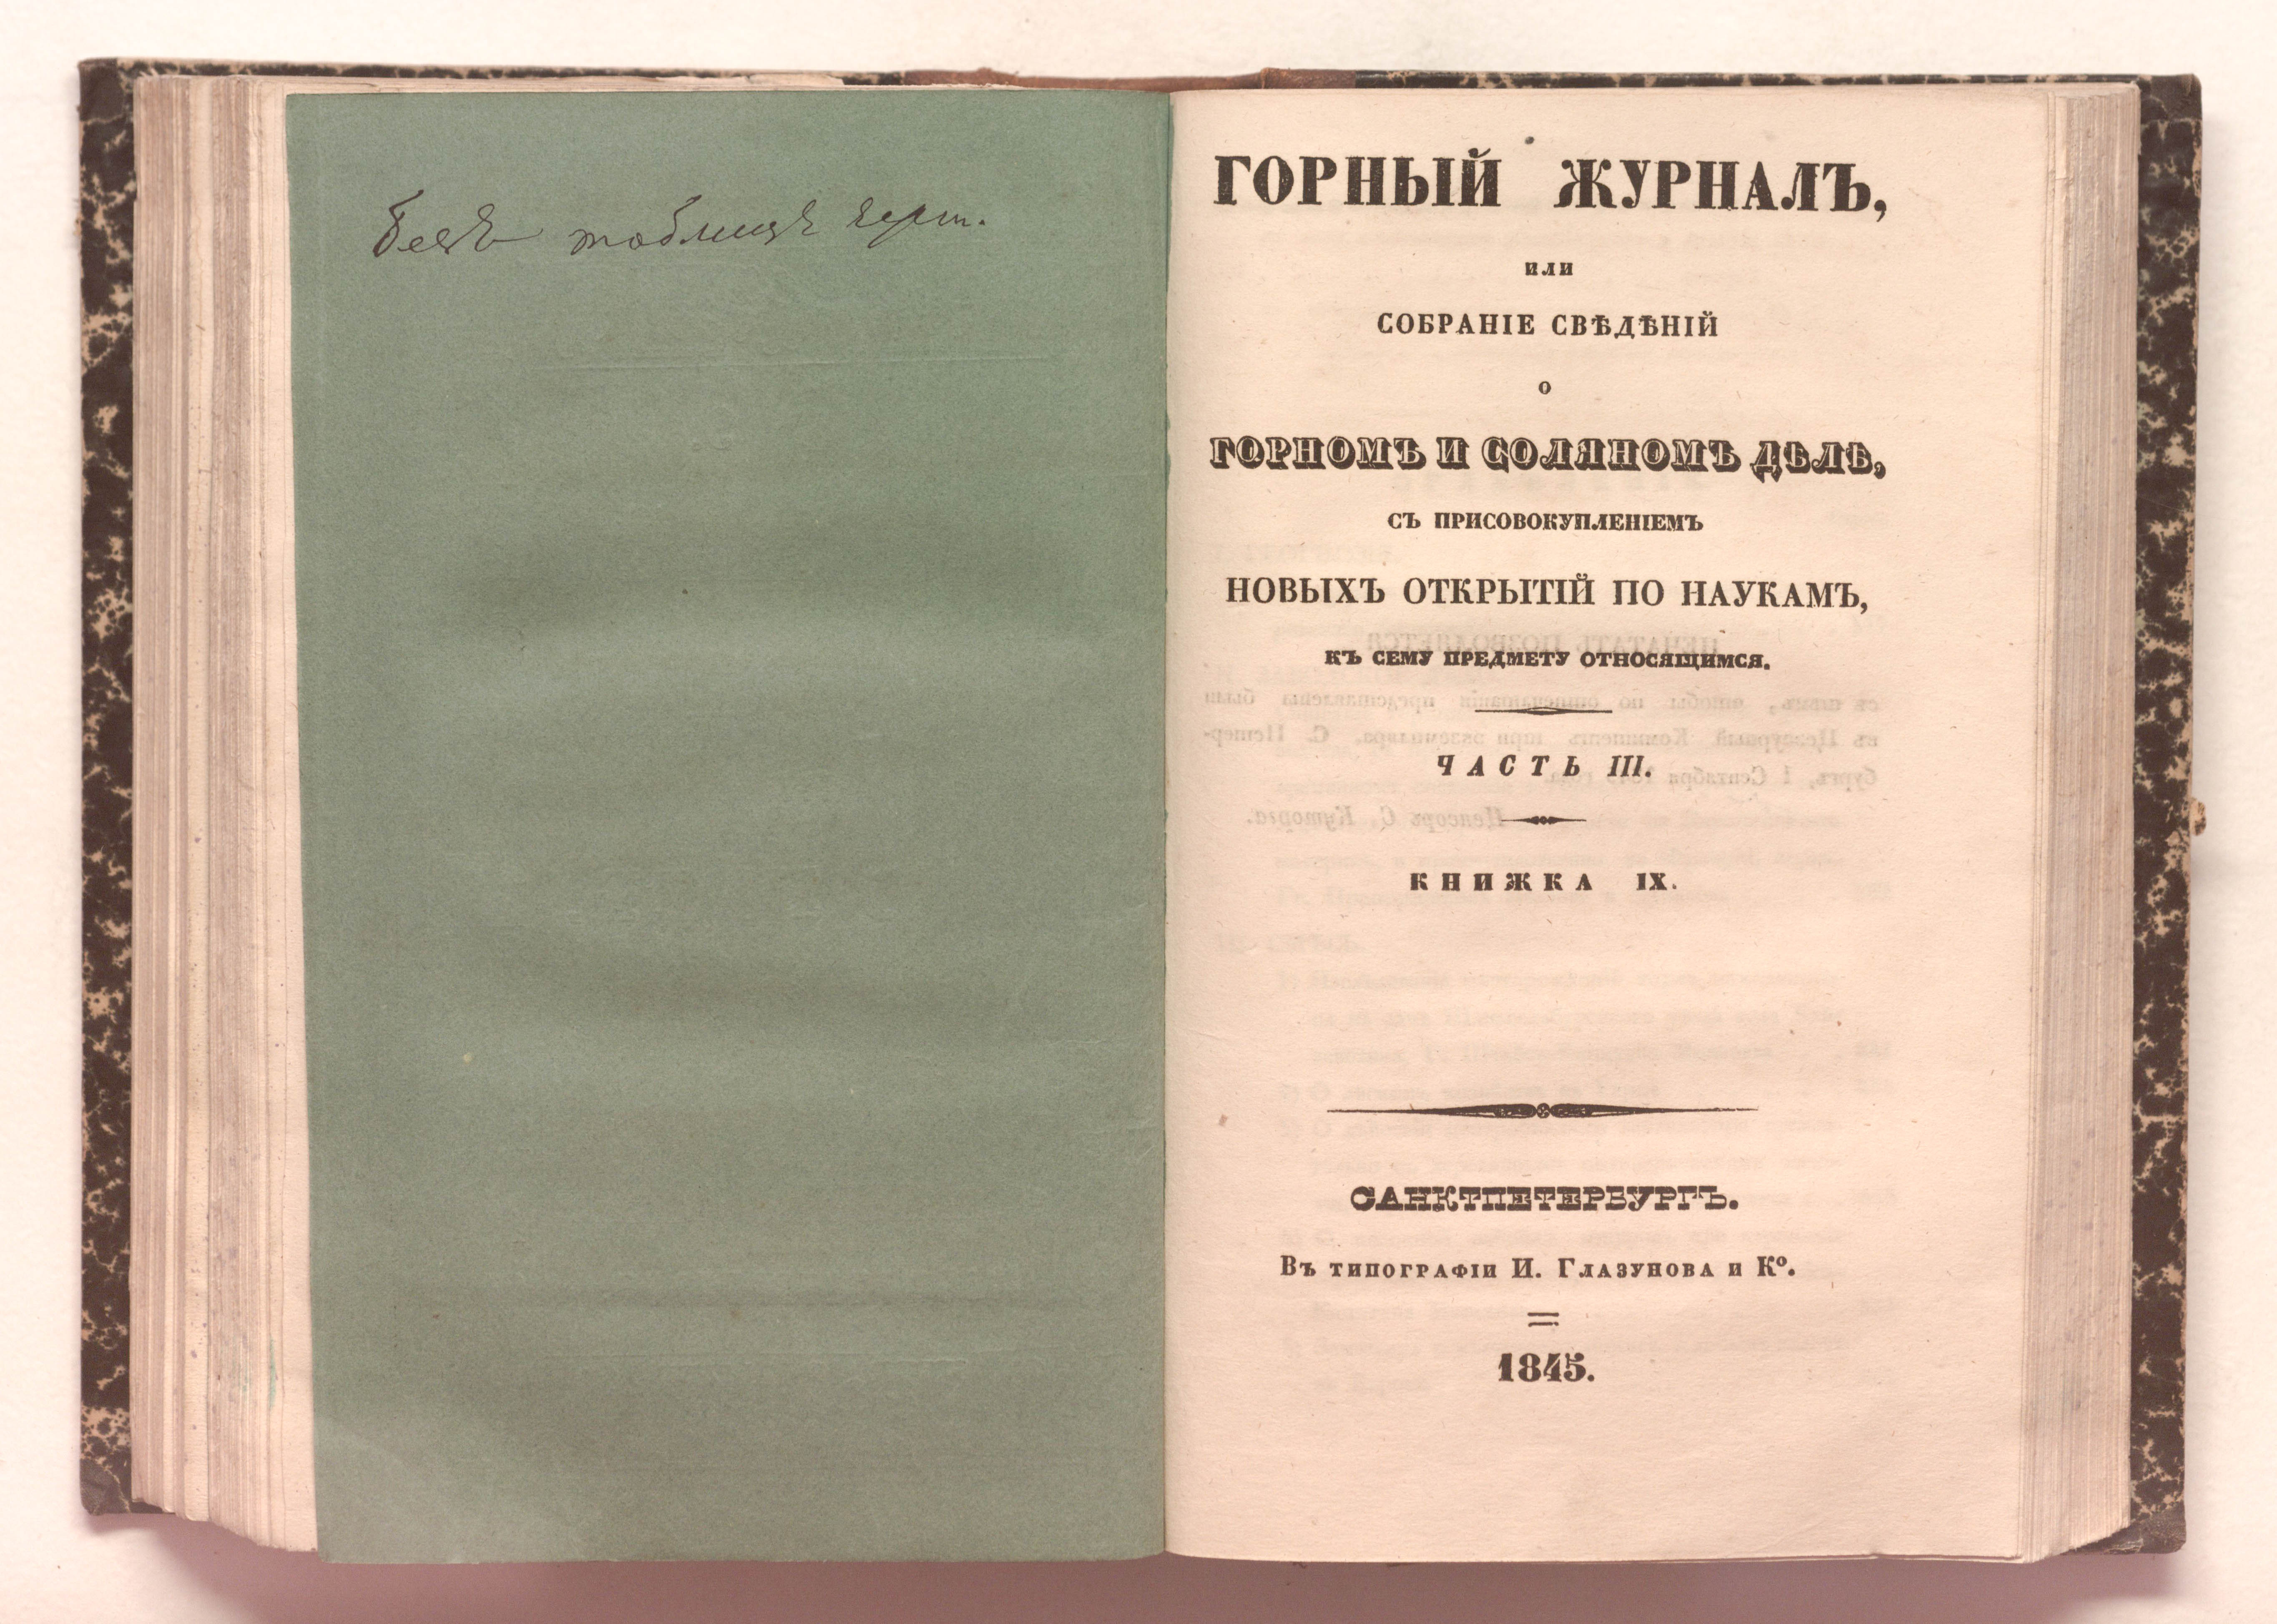 Безъ таблицъ черт.
ГОРНЫЙ ЖУРНАЛЪ,
или
СОБРАНІЕ СВѢДѢНІЙ
о
ГОРНОМЪ И СОЛЯНОМЪ ДѢЛѢ,
СЪ ПРИСОВОКУПЛЕНІЕМЪ
НОВЫХЪ ОТКРЫТІЙ ПО НАУКАМЪ,
КЪ СЕМУ ПРЕДМЕТУ ОТНОСЯЩИМСЯ.
ЧАСТЬ III.
КНИЖКА IX.
САНКТПЕТЕРБУРГЪ.
Въ типографіи И. Глазунова и Кº.
1845.